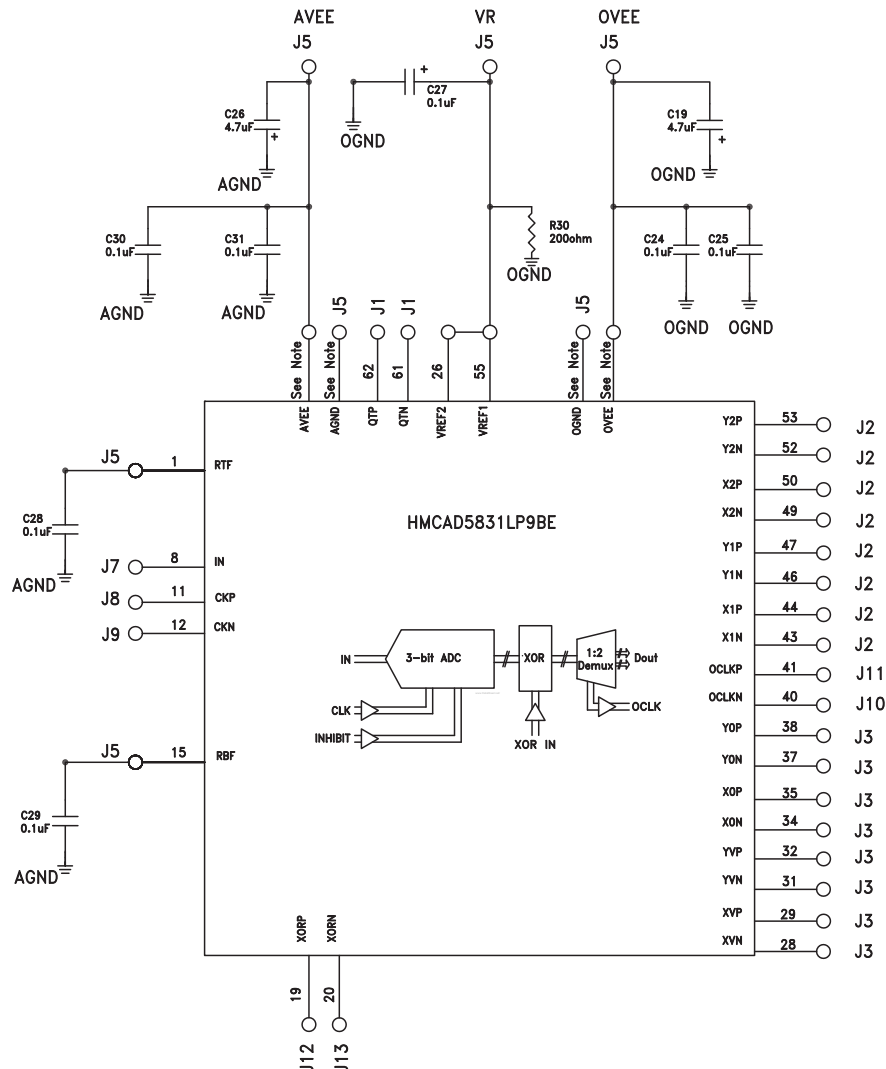 AVEE
VR
OVEE
J5
J5
J5
C26
4.7uF
+
AGND
+
C27
0.1uF
OGND
C19
4.7uF
+
OGND
C30
0.1uF
AGND
C31
0.1uF
AGND
R30
200ohm
OGND
C24
0.1uF
OGND
C25
0.1uF
OGND
J5
J1
J1
J5
See Note
See Note
62
61
26
55
See Note
See Note
AVEE
AGND
QTP
QTN
VREF2
VREF1
OGND
OVEE
J5
1
RTF
C28
0.1uF
AGND
J7
8
IN
J8
11
CKP
J9
12
CKN
J5
15
RBF
C29
0.1uF
AGND
HMCAD5831LP9BE
IN
3-bit ADC
XOR
1:2
Demux
Dout
CLK
INHIBIT
XOR IN
OCLK
Y2P 53 J2
Y2N 52 J2
X2P 50 J2
X2N 49 J2
Y1P 47 J2
Y1N 46 J2
X1P 44 J2
X1N 43 J2
OCLKP 41 J11
OCLKN 40 J10
Y0P 38 J3
Y0N 37 J3
X0P 35 J3
X0N 34 J3
YVP 32 J3
YVN 31 J3
XVP 29 J3
XVN 28 J3
XORP
XORN
19
20
J12
J13